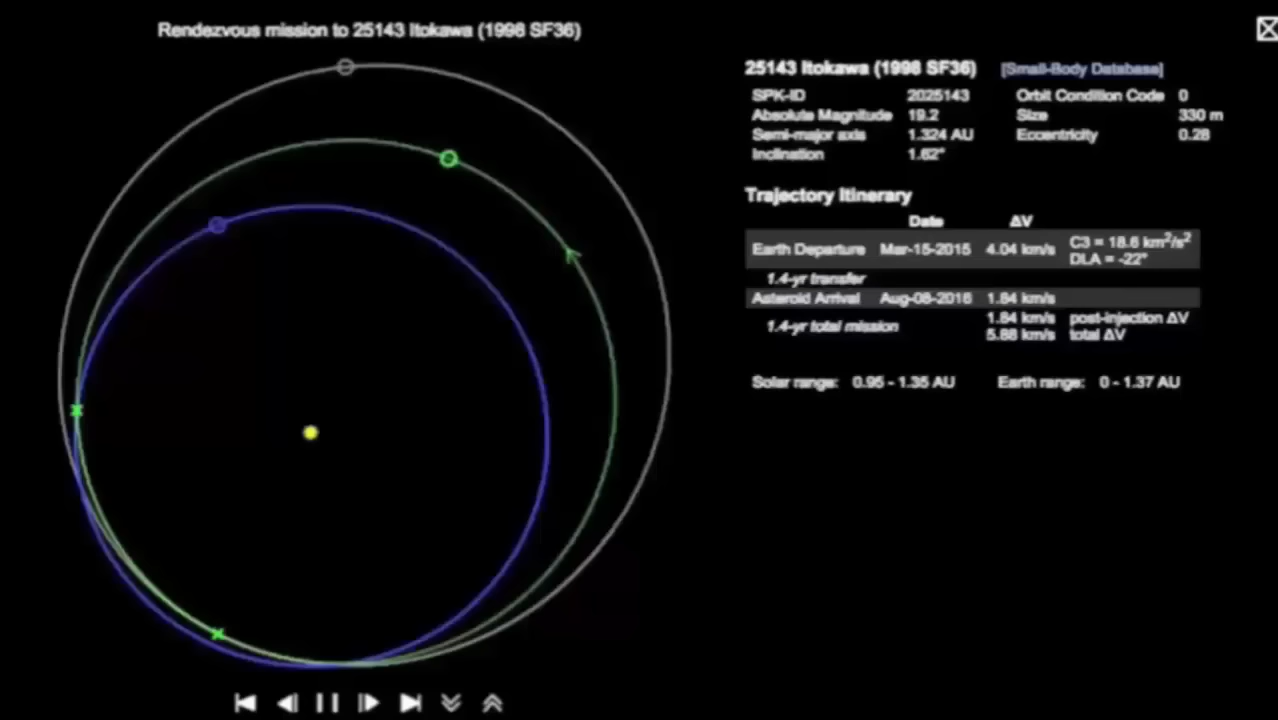 Rendezvous mission to 25143 Itokawa (1998 SF36)
25143 Itokawa (1998 SF36) [Small-Body Database]
SPK-ID 2025143 Orbit Condition Code 0
Absolute Magnitude 19.2 Size 330 m
Semi-major axis 1.324 AU Eccentricity 0.28
Inclination 1.62°
Trajectory Itinerary
Date ΔV
Earth Departure Mar-15-2015 4.04 km/s C3 = 18.6 km²/s²
DLA = -22°
1.4-yr transfer
Asteroid Arrival Aug-08-2016 1.84 km/s
1.4-yr total mission 1.84 km/s post-injection ΔV
5.88 km/s total ΔV
Solar range: 0.95 - 1.35 AU Earth range: 0 - 1.37 AU